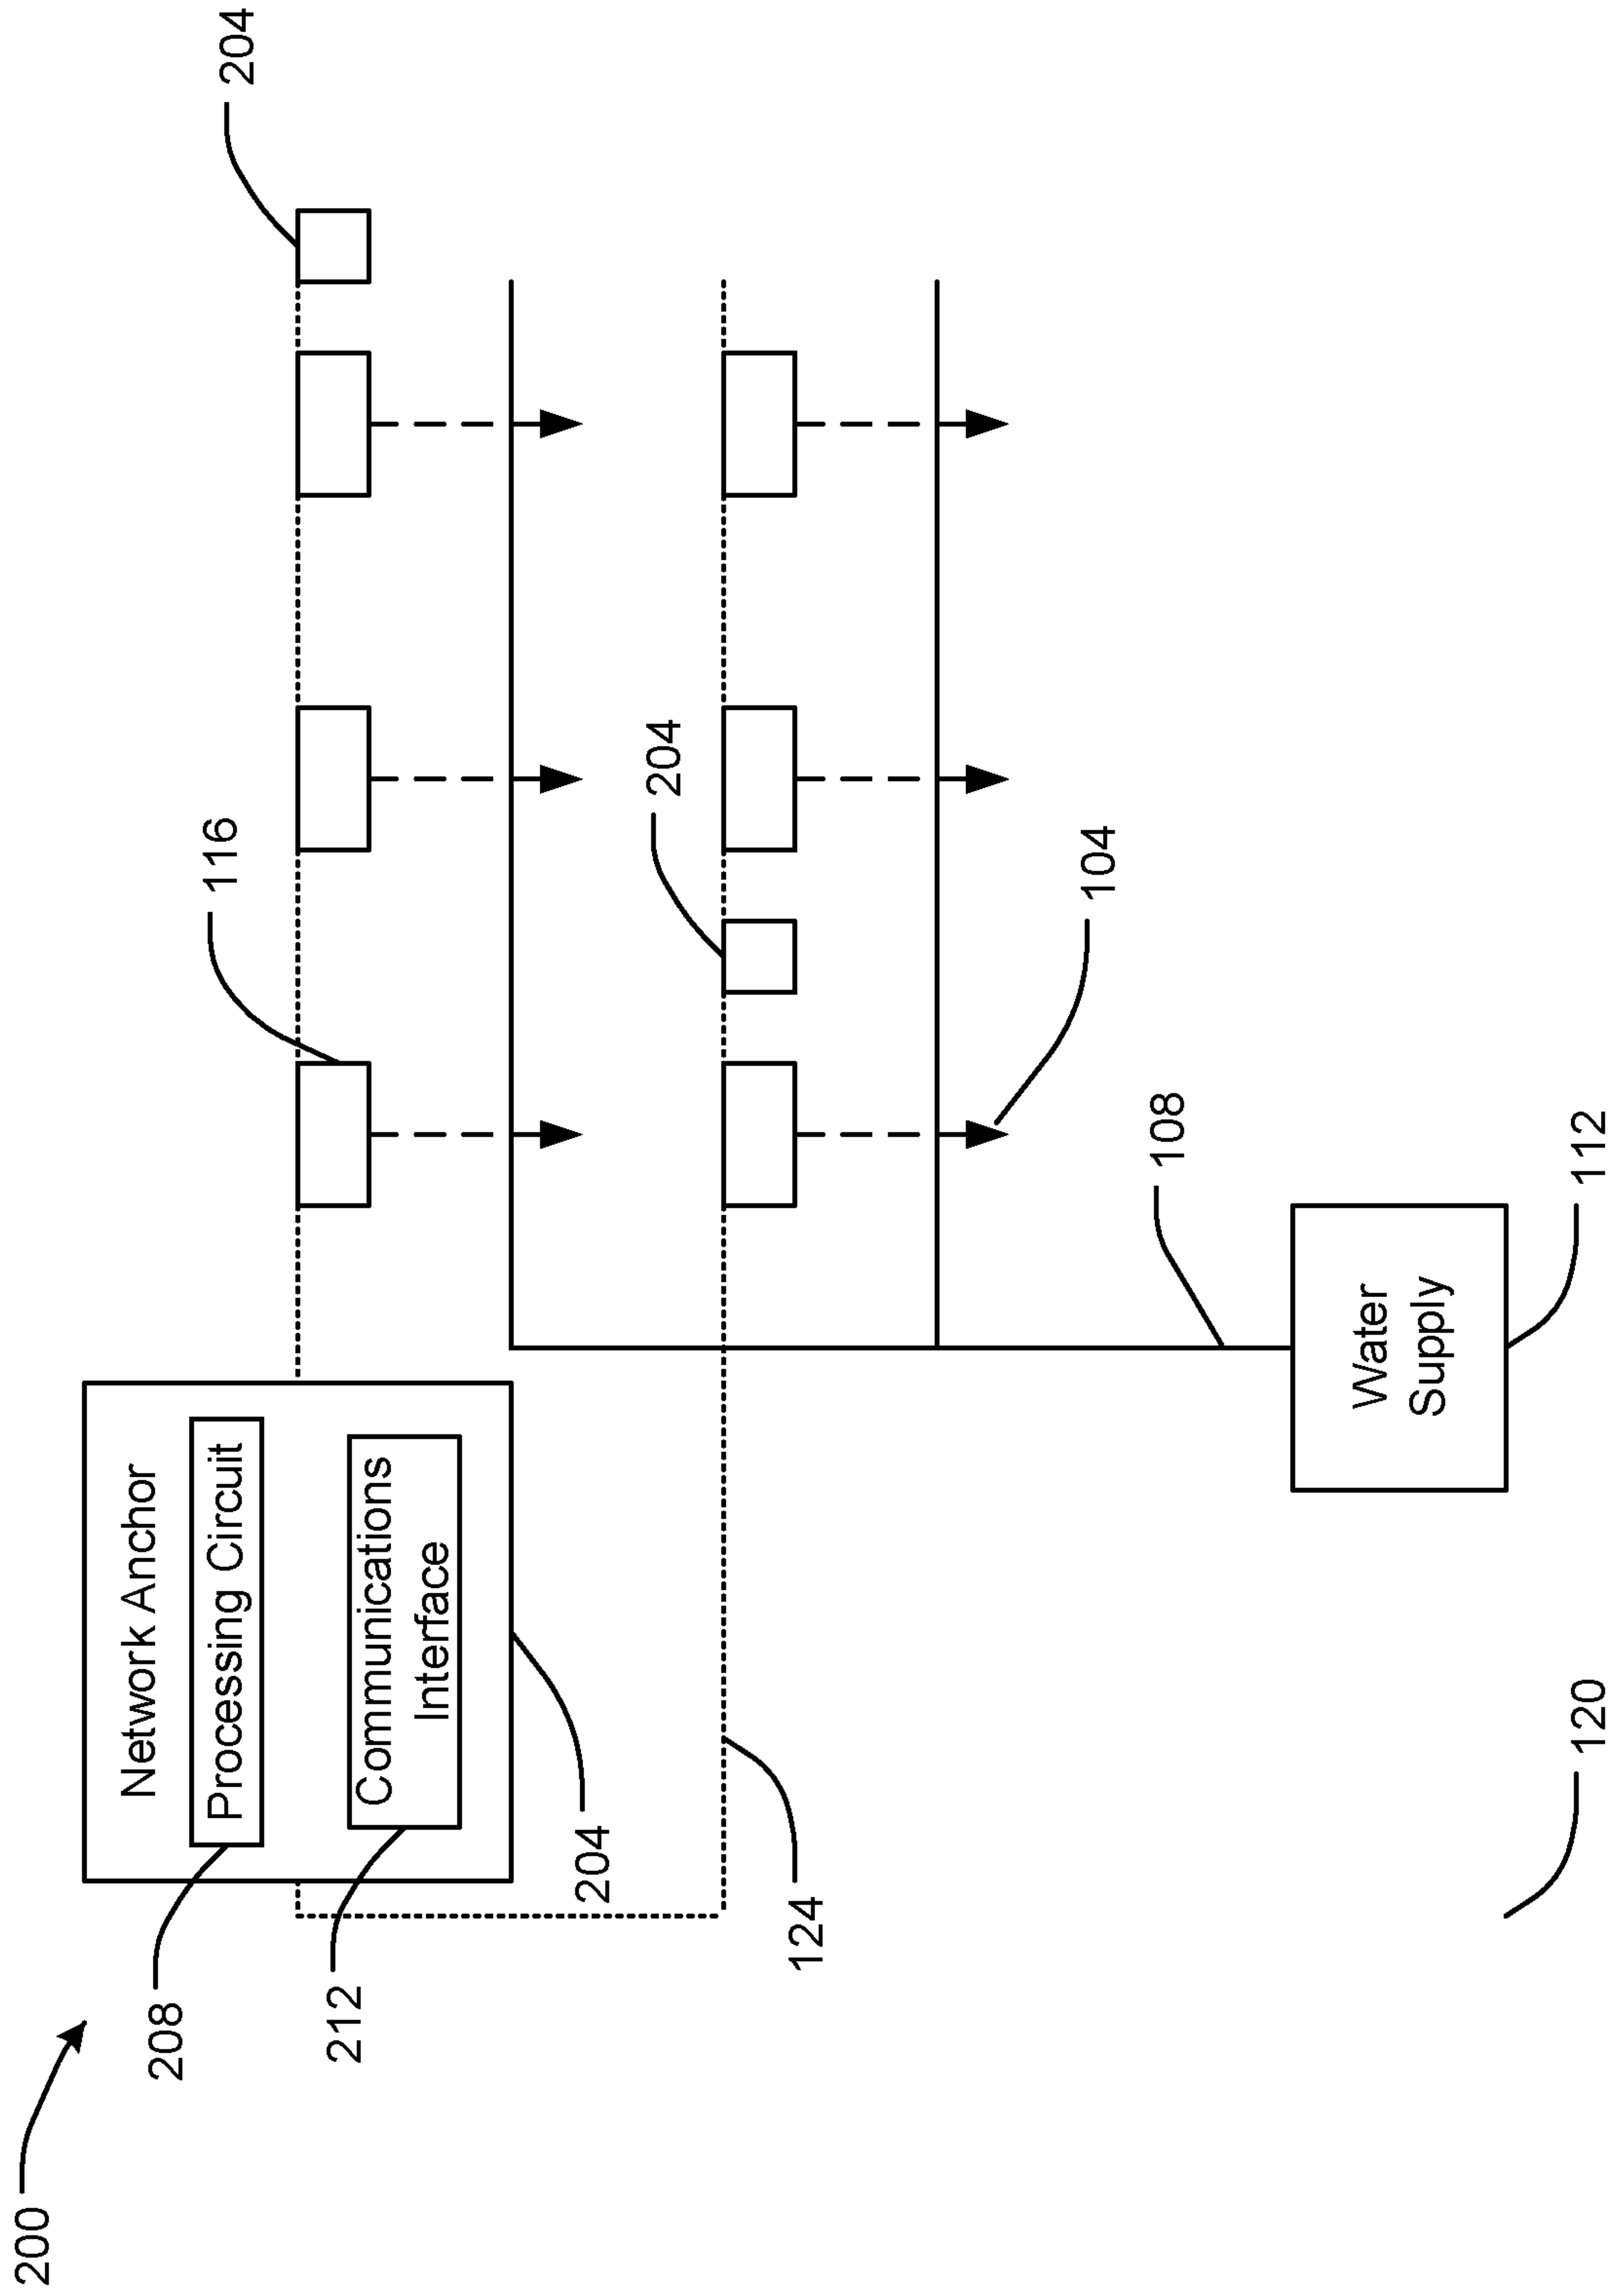 200
208
212
Network Anchor
Processing Circuit
Communications
Interface
204
116
204
204
124
104
108
Water
Supply
112
120